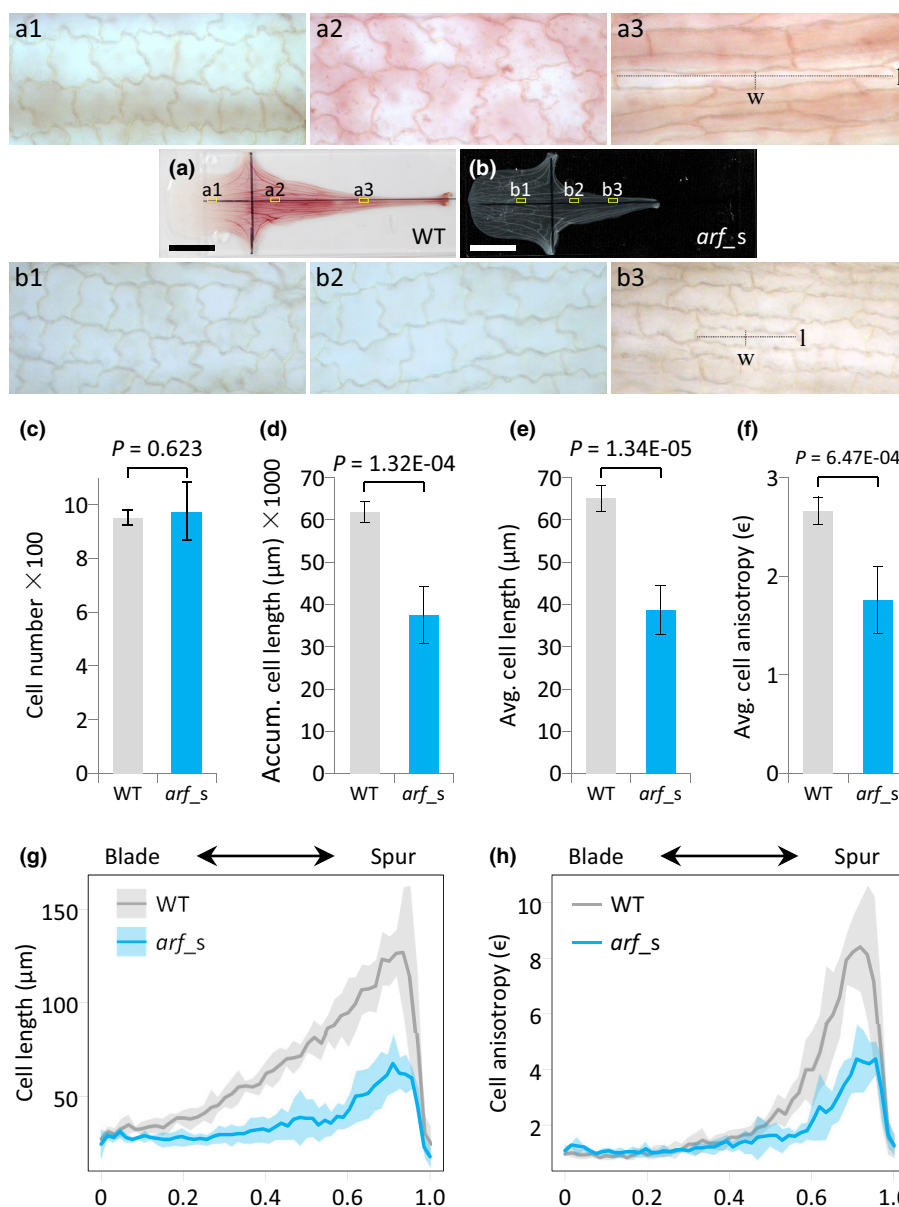 a1 a2 a3
l
w
(a) (b)
a1 a2 a3 b1 b2 b3
WT arf_s
b1 b2 b3
l
w
(c) (d) (e) (f)
P = 0.623
P = 1.32E-04
P = 1.34E-05
P = 6.47E-04
Cell number ×100
10
8
6
4
2
0
WT arf_s
Accum. cell length (μm) ×1000
70
60
50
40
30
20
10
0
WT arf_s
Avg. cell length (μm)
70
60
50
40
30
20
10
0
WT arf_s
Avg. cell anisotropy (ϵ)
3
2
1
0
WT arf_s
(g) Blade Spur
WT
arf_s
Cell length (μm)
150
100
50
0 0.2 0.4 0.6 0.8 1.0
(h) Blade Spur
WT
arf_s
Cell anisotropy (ϵ)
10
8
6
4
2
0 0.2 0.4 0.6 0.8 1.0